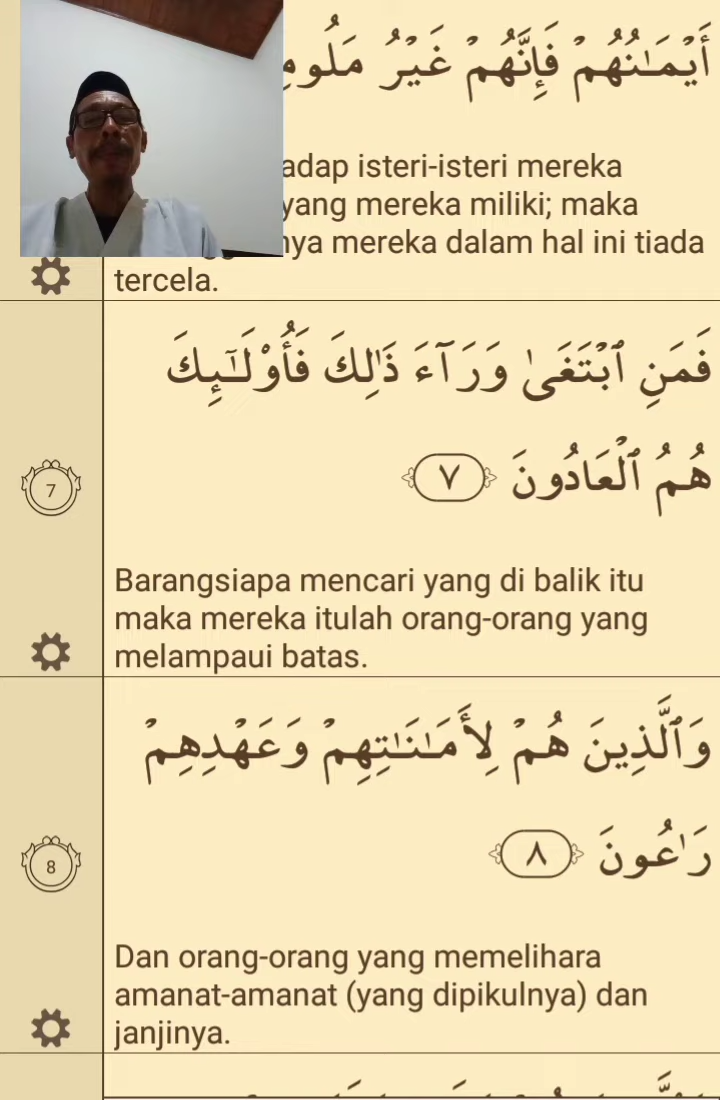 أَيْمَـٰنُهُمْ فَإِنَّهُمْ غَيْرُ
adap isteri-isteri mereka
yang mereka miliki; maka
nya mereka dalam hal ini tiada
tercela.
فَمَنِ ٱبْتَغَىٰ وَرَآءَ ذَٰلِكَ فَأُو۟لَـٰٓئِكَ
هُمُ ٱلْعَادُونَ ٧
7
Barangsiapa mencari yang di balik itu
maka mereka itulah orang-orang yang
melampaui batas.
وَٱلَّذِينَ هُمْ لِأَمَـٰنَـٰتِهِمْ وَعَهْدِهِمْ
رَٰعُونَ ٨
8
Dan orang-orang yang memelihara
amanat-amanat (yang dipikulnya) dan
janjinya.